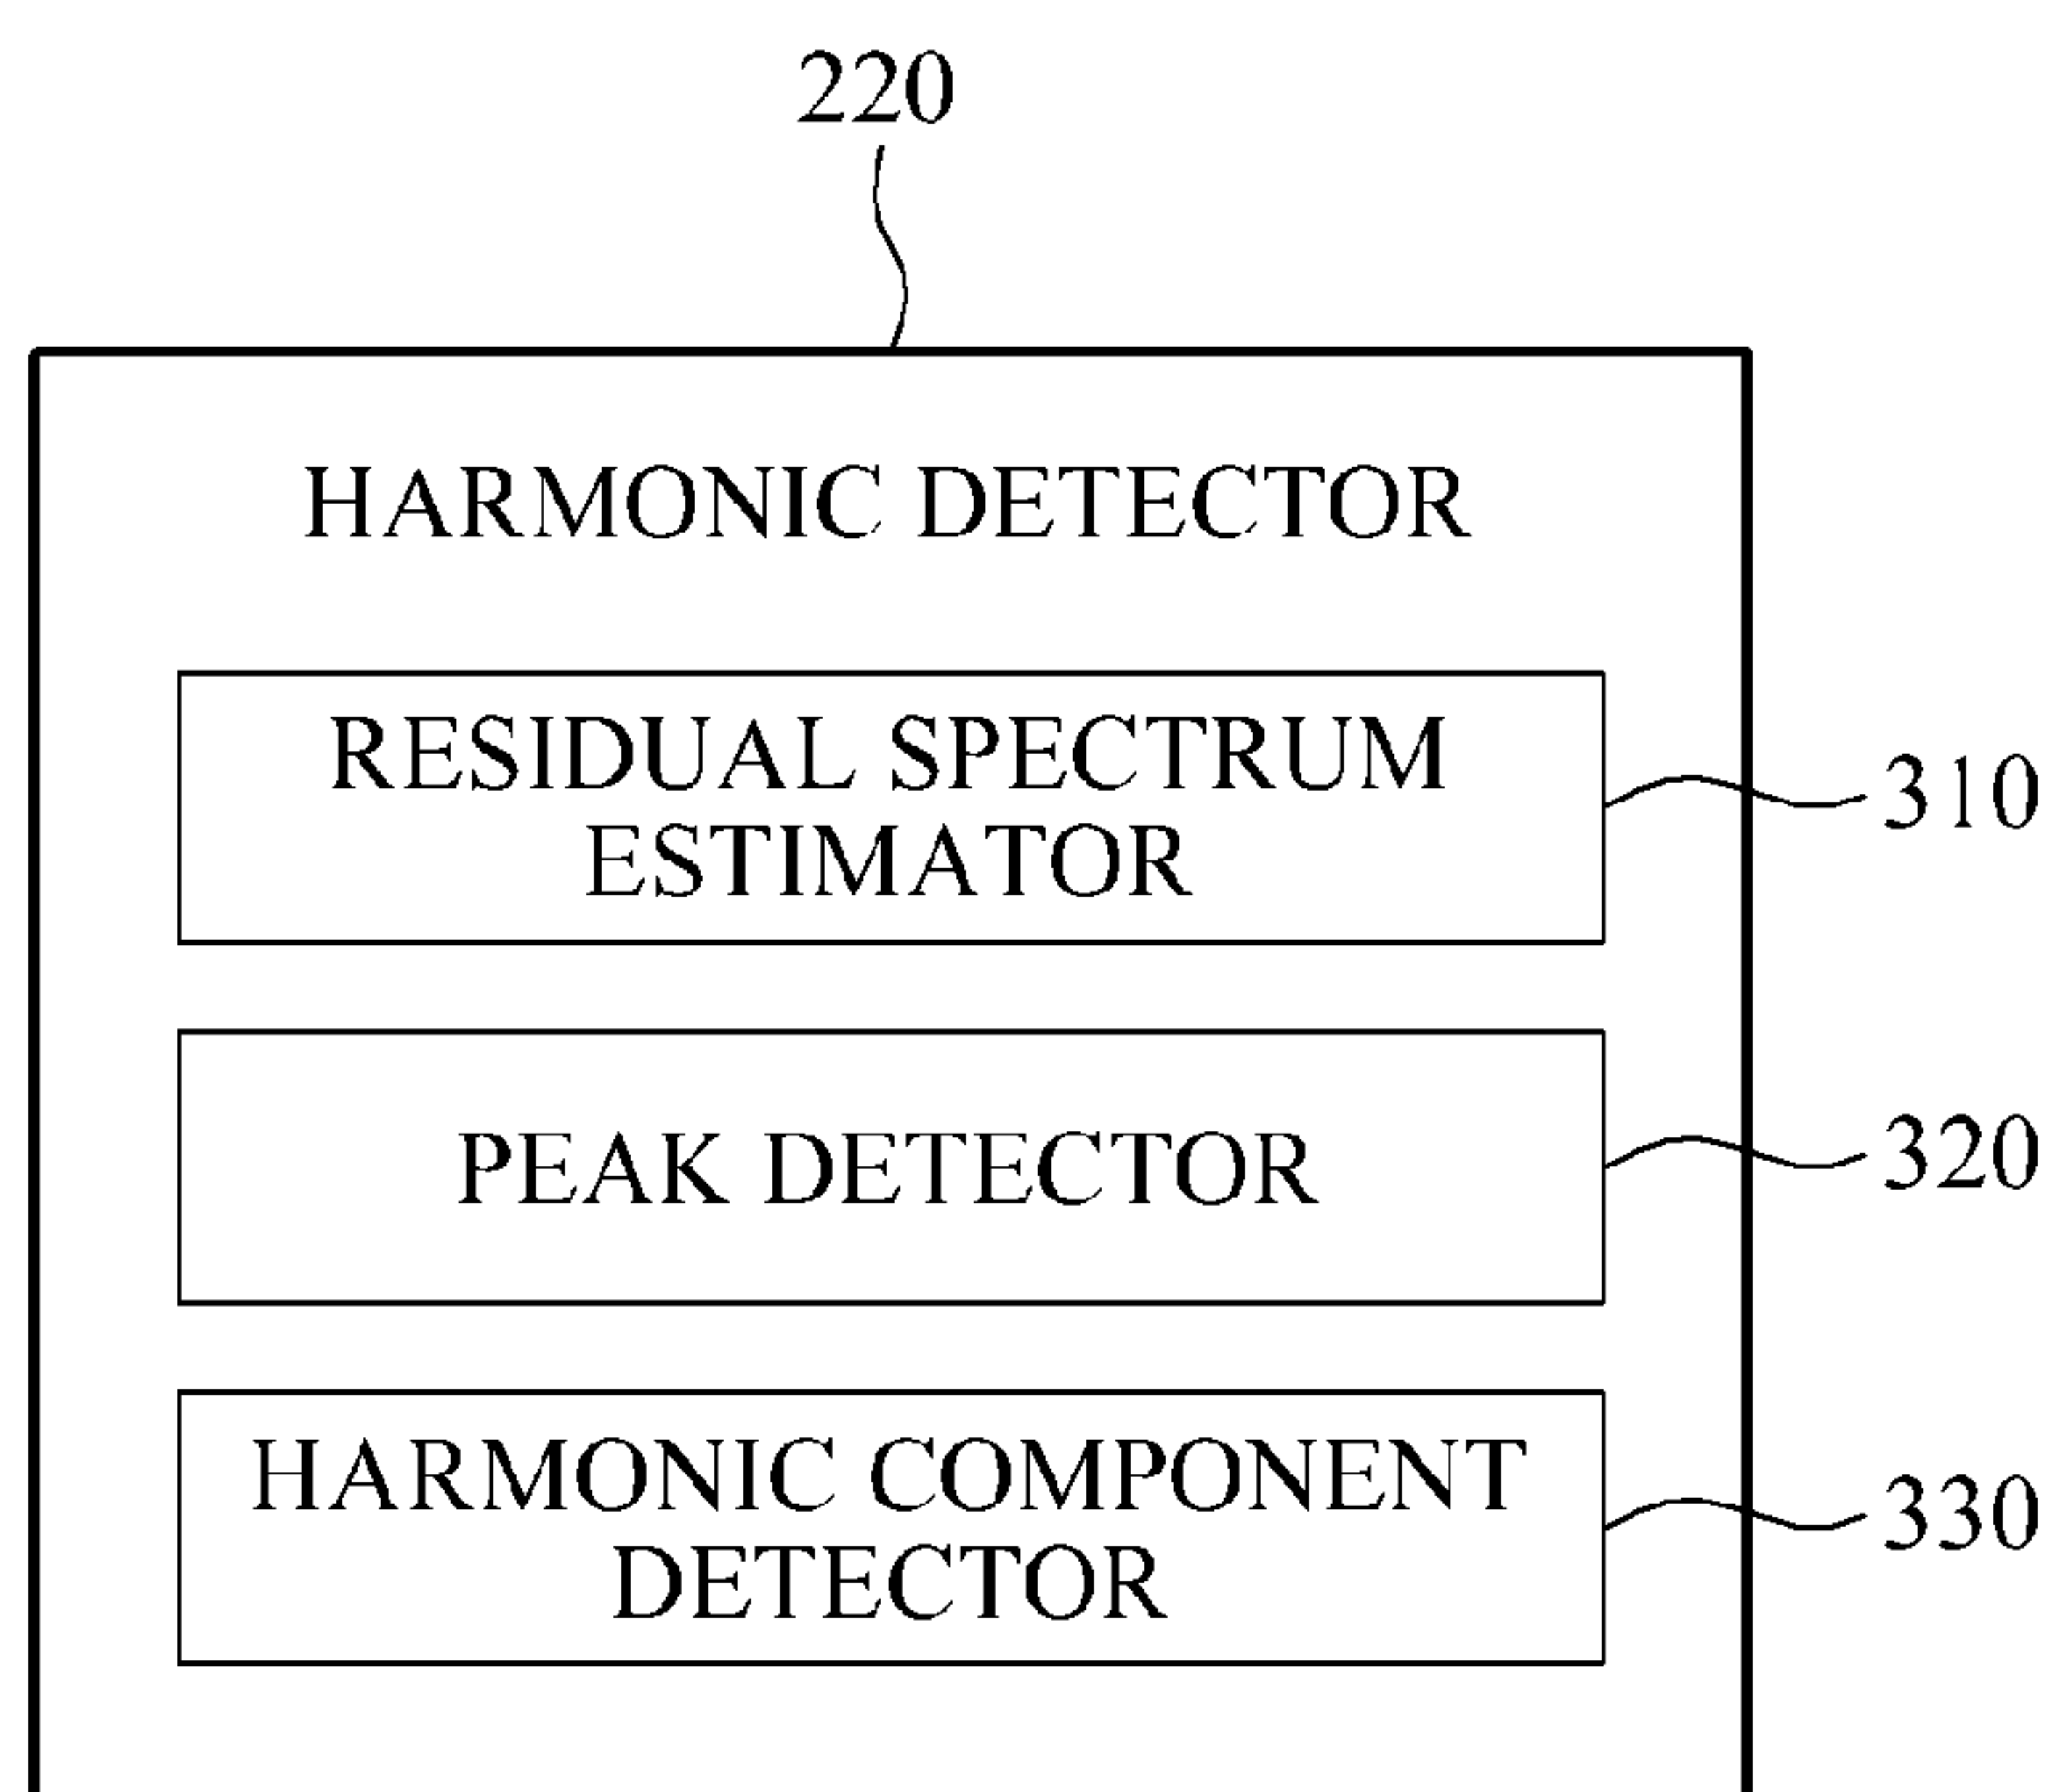 220
HARMONIC DETECTOR
RESIDUAL SPECTRUM
ESTIMATOR
310
PEAK DETECTOR
320
HARMONIC COMPONENT
DETECTOR
330